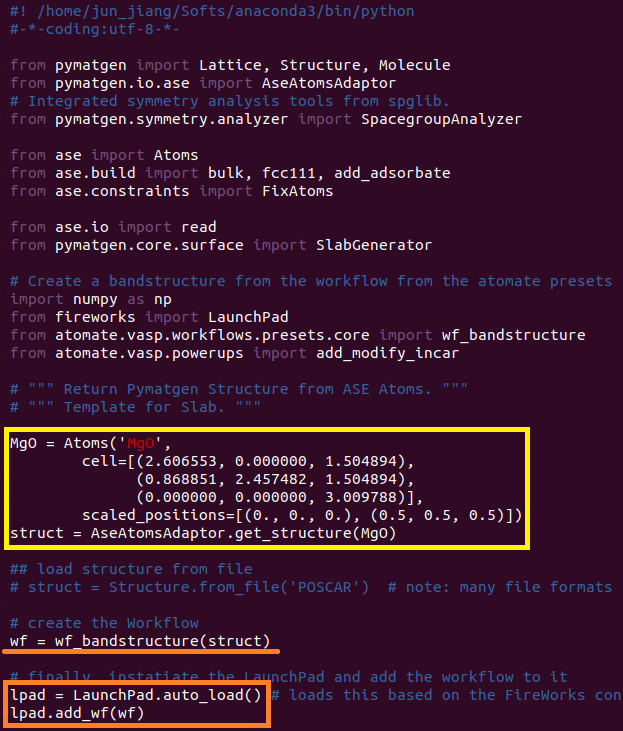 #! /home/jun_jiang/Softs/anaconda3/bin/python
#-*-coding:utf-8-*-
from pymatgen import Lattice, Structure, Molecule
from pymatgen.io.ase import AseAtomsAdaptor
# Integrated symmetry analysis tools from spglib.
from pymatgen.symmetry.analyzer import SpacegroupAnalyzer
from ase import Atoms
from ase.build import bulk, fcc111, add_adsorbate
from ase.constraints import FixAtoms
from ase.io import read
from pymatgen.core.surface import SlabGenerator
# Create a bandstructure from the workflow from the atomate presets
import numpy as np
from fireworks import LaunchPad
from atomate.vasp.workflows.presets.core import wf_bandstructure
from atomate.vasp.powerups import add_modify_incar
# """ Return Pymatgen Structure from ASE Atoms. """
# """ Template for Slab. """
MgO = Atoms('MgO',
cell=[(2.606553, 0.000000, 1.504894),
(0.868851, 2.457482, 1.504894),
(0.000000, 0.000000, 3.009788)],
scaled_positions=[(0., 0., 0.), (0.5, 0.5, 0.5)])
struct = AseAtomsAdaptor.get_structure(MgO)
## load structure from file
# struct = Structure.from_file('POSCAR')  # note: many file formats
# create the Workflow
wf = wf_bandstructure(struct)
# finally, instatiate the LaunchPad and add the workflow to it
lpad = LaunchPad.auto_load() # loads this based on the FireWorks con
lpad.add_wf(wf)